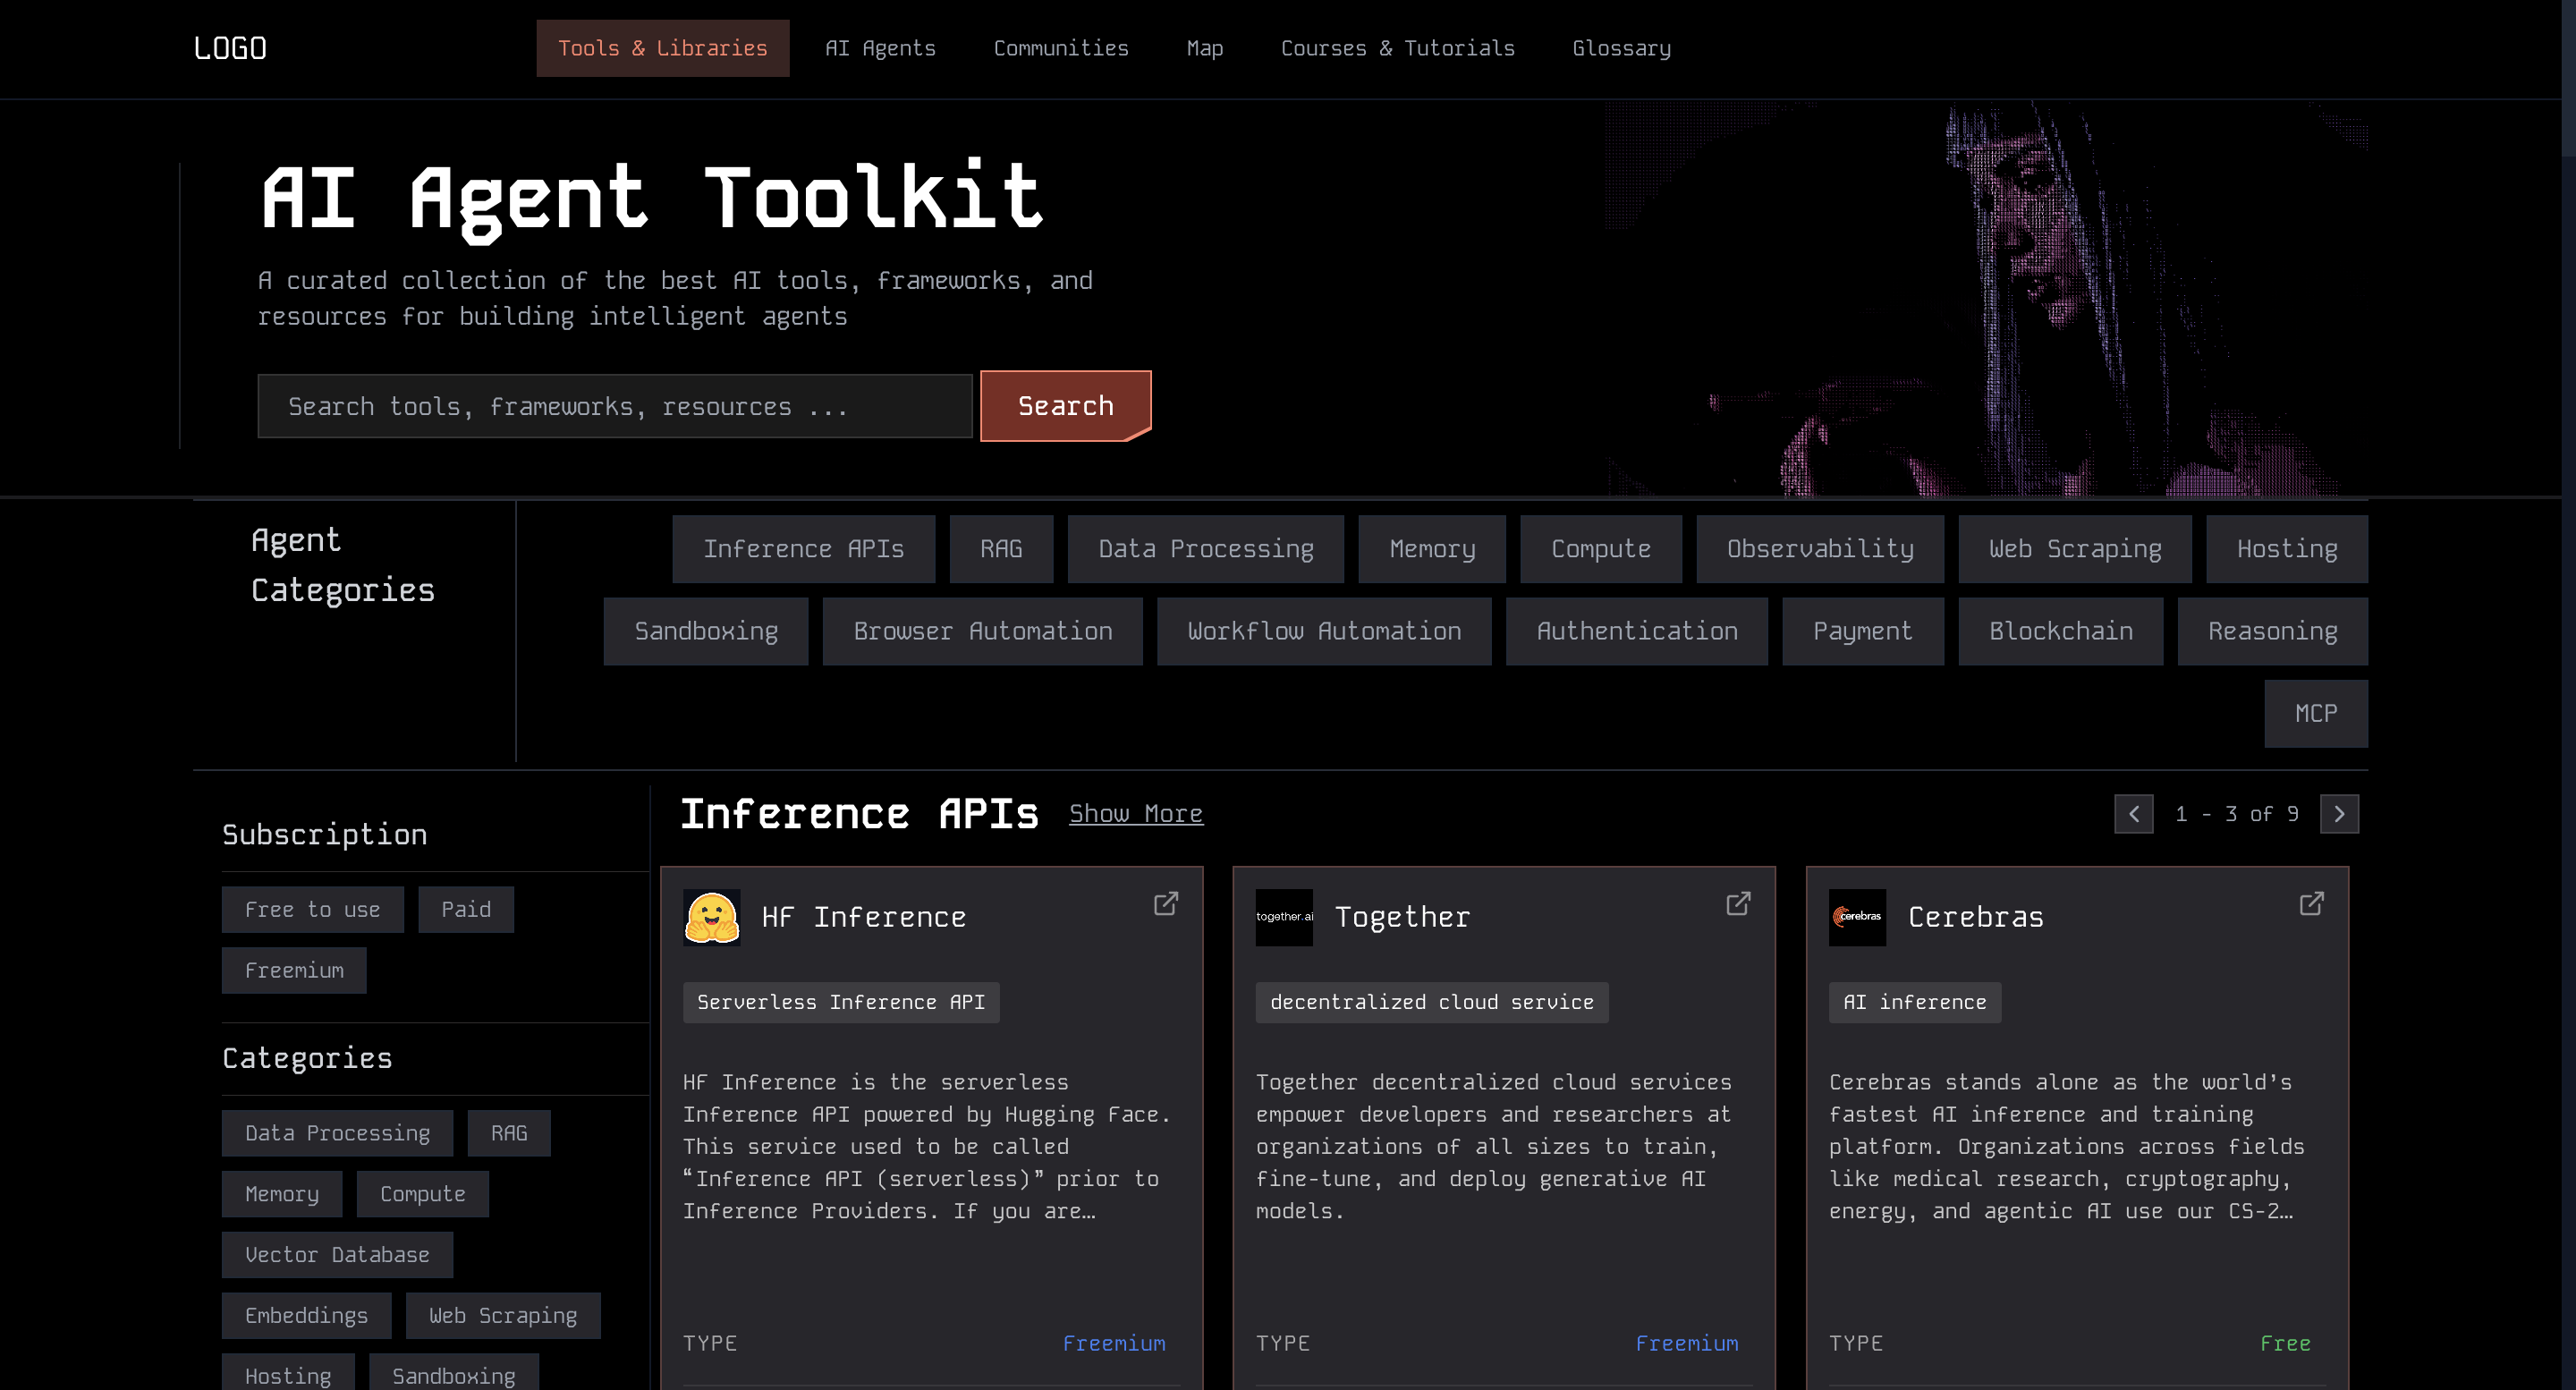 LOGO
Tools & Libraries
AI Agents
Communities
Map
Courses & Tutorials
Glossary
AI Agent Toolkit
A curated collection of the best AI tools, frameworks, and
resources for building intelligent agents
Search tools, frameworks, resources ...
Search
Agent
Categories
Inference APIs
RAG
Data Processing
Memory
Compute
Observability
Web Scraping
Hosting
Sandboxing
Browser Automation
Workflow Automation
Authentication
Payment
Blockchain
Reasoning
MCP
Subscription
Free to use
Paid
Freemium
Categories
Data Processing
RAG
Memory
Compute
Vector Database
Embeddings
Web Scraping
Hosting
Sandboxing
Inference APIs
Show More
1 - 3 of 9
HF Inference
Serverless Inference API
HF Inference is the serverless
Inference API powered by Hugging Face.
This service used to be called
“Inference API (serverless)” prior to
Inference Providers. If you are…
TYPE
Freemium
together.ai
Together
decentralized cloud service
Together decentralized cloud services
empower developers and researchers at
organizations of all sizes to train,
fine-tune, and deploy generative AI
models.
TYPE
Freemium
cerebras
Cerebras
AI inference
Cerebras stands alone as the world’s
fastest AI inference and training
platform. Organizations across fields
like medical research, cryptography,
energy, and agentic AI use our CS-2…
TYPE
Free